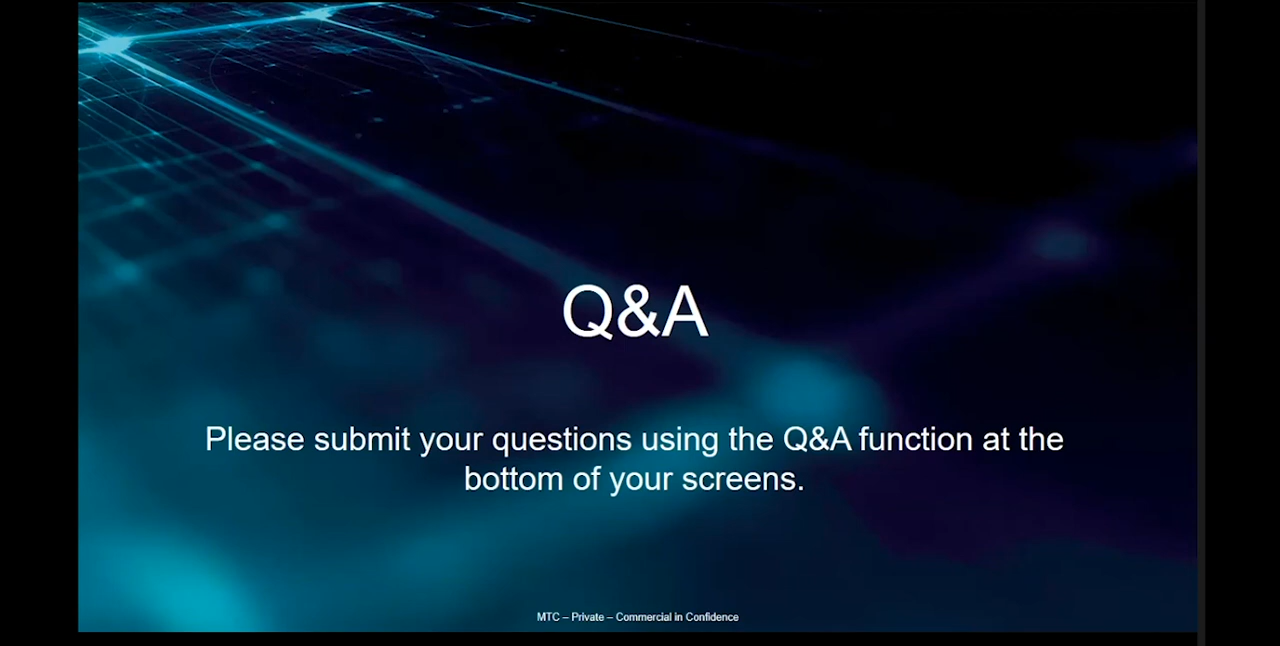 Q&A
Please submit your questions using the Q&A function at the
bottom of your screens.
MTC – Private – Commercial in Confidence